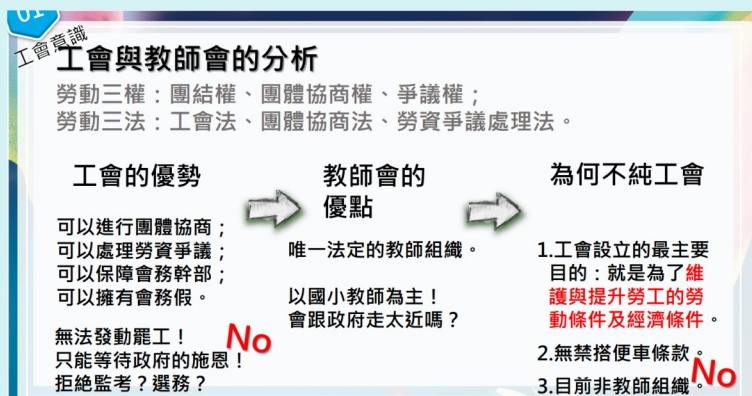 01
工會意識
工會與教師會的分析
勞動三權：團結權、團體協商權、爭議權；
勞動三法：工會法、團體協商法、勞資爭議處理法。
工會的優勢
可以進行團體協商；
可以處理勞資爭議；
可以保障會務幹部；
可以擁有會務假。
無法發動罷工！
只能等待政府的施恩！
拒絕監考？選務？
No
教師會的
優點
唯一法定的教師組織。
以國小教師為主！
會跟政府走太近嗎？
為何不純工會
1.工會設立的最主要
目的：就是為了維
護與提升勞工的勞
動條件及經濟條件。
2.無禁搭便車條款。
3.目前非教師組織。
No